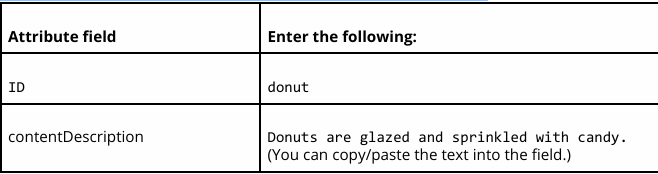 Attribute field Enter the following:
ID donut
contentDescription Donuts are glazed and sprinkled with candy.
(You can copy/paste the text into the field.)